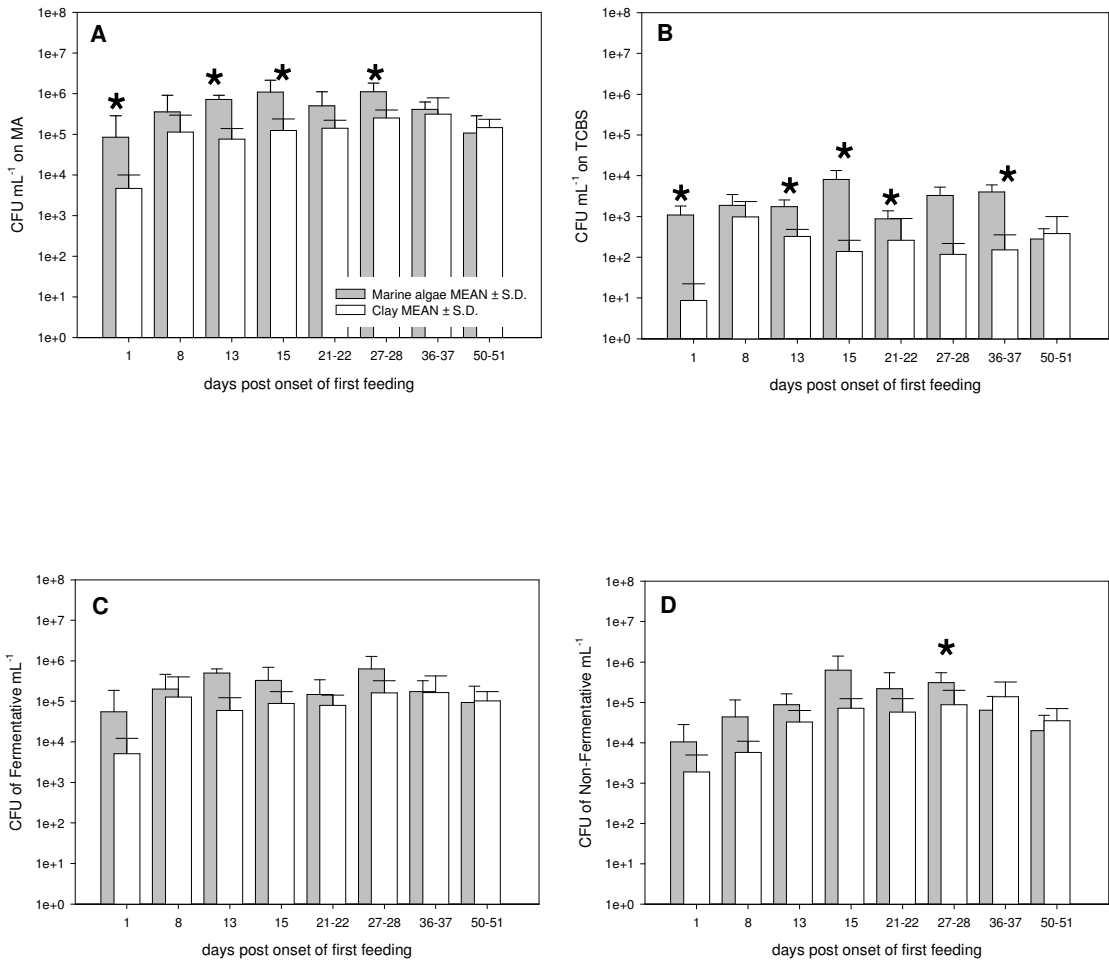 A
CFU mL⁻¹ on MA
1e+8
1e+7
1e+6
1e+5
1e+4
1e+3
1e+2
1e+1
1e+0
* * * *
Marine algae MEAN ± S.D.
Clay MEAN ± S.D.
1 8 13 15 21-22 27-28 36-37 50-51
days post onset of first feeding
B
CFU mL⁻¹ on TCBS
1e+8
1e+7
1e+6
1e+5
1e+4
1e+3
1e+2
1e+1
1e+0
* * * * *
1 8 13 15 21-22 27-28 36-37 50-51
days post onset of first feeding
C
CFU of Fermentative mL⁻¹
1e+8
1e+7
1e+6
1e+5
1e+4
1e+3
1e+2
1e+1
1e+0
1 8 13 15 21-22 27-28 36-37 50-51
days post onset of first feeding
D
CFU of Non-Fermentative mL⁻¹
1e+8
1e+7
1e+6
1e+5
1e+4
1e+3
1e+2
1e+1
1e+0
*
1 8 13 15 21-22 27-28 36-37 50-51
days post onset of first feeding